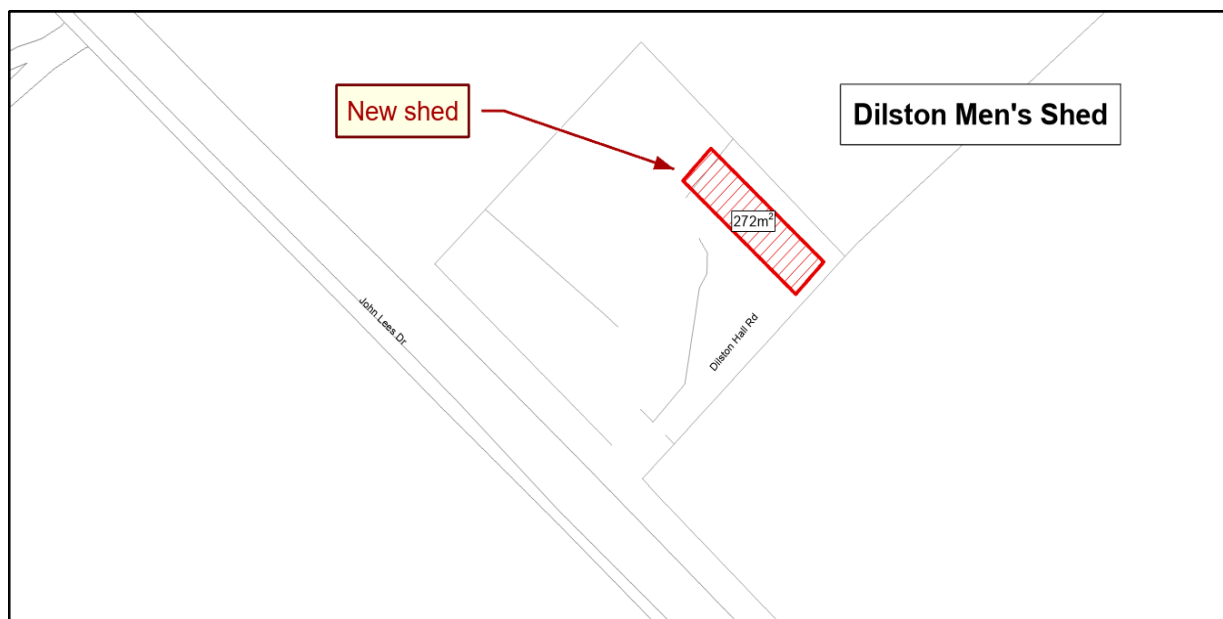 New shed
Dilston Men's Shed
272m²
John Lees Dr
Dilston Hall Rd